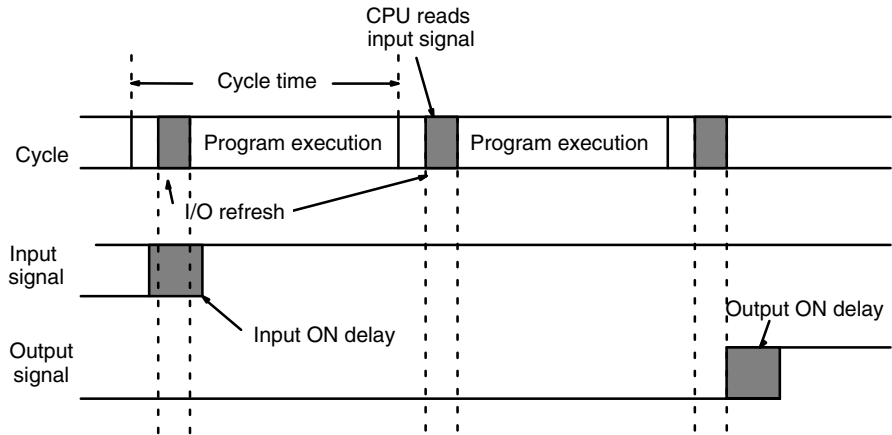 CPU reads
input signal
Cycle time
Cycle
Program execution
Program execution
I/O refresh
Input
signal
Input ON delay
Output ON delay
Output
signal